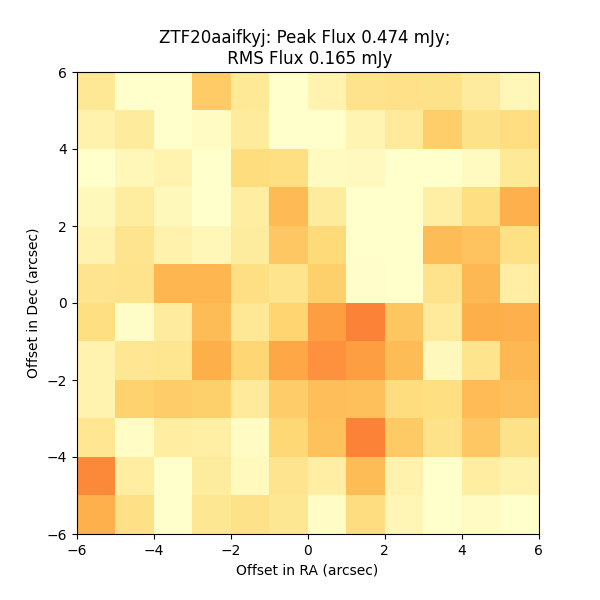 ZTF20aaifkyj: Peak Flux 0.474 mJy;
RMS Flux 0.165 mJy
6
4
2
0
−2
−4
−6
Offset in Dec (arcsec)
−6 −4 −2 0 2 4 6
Offset in RA (arcsec)